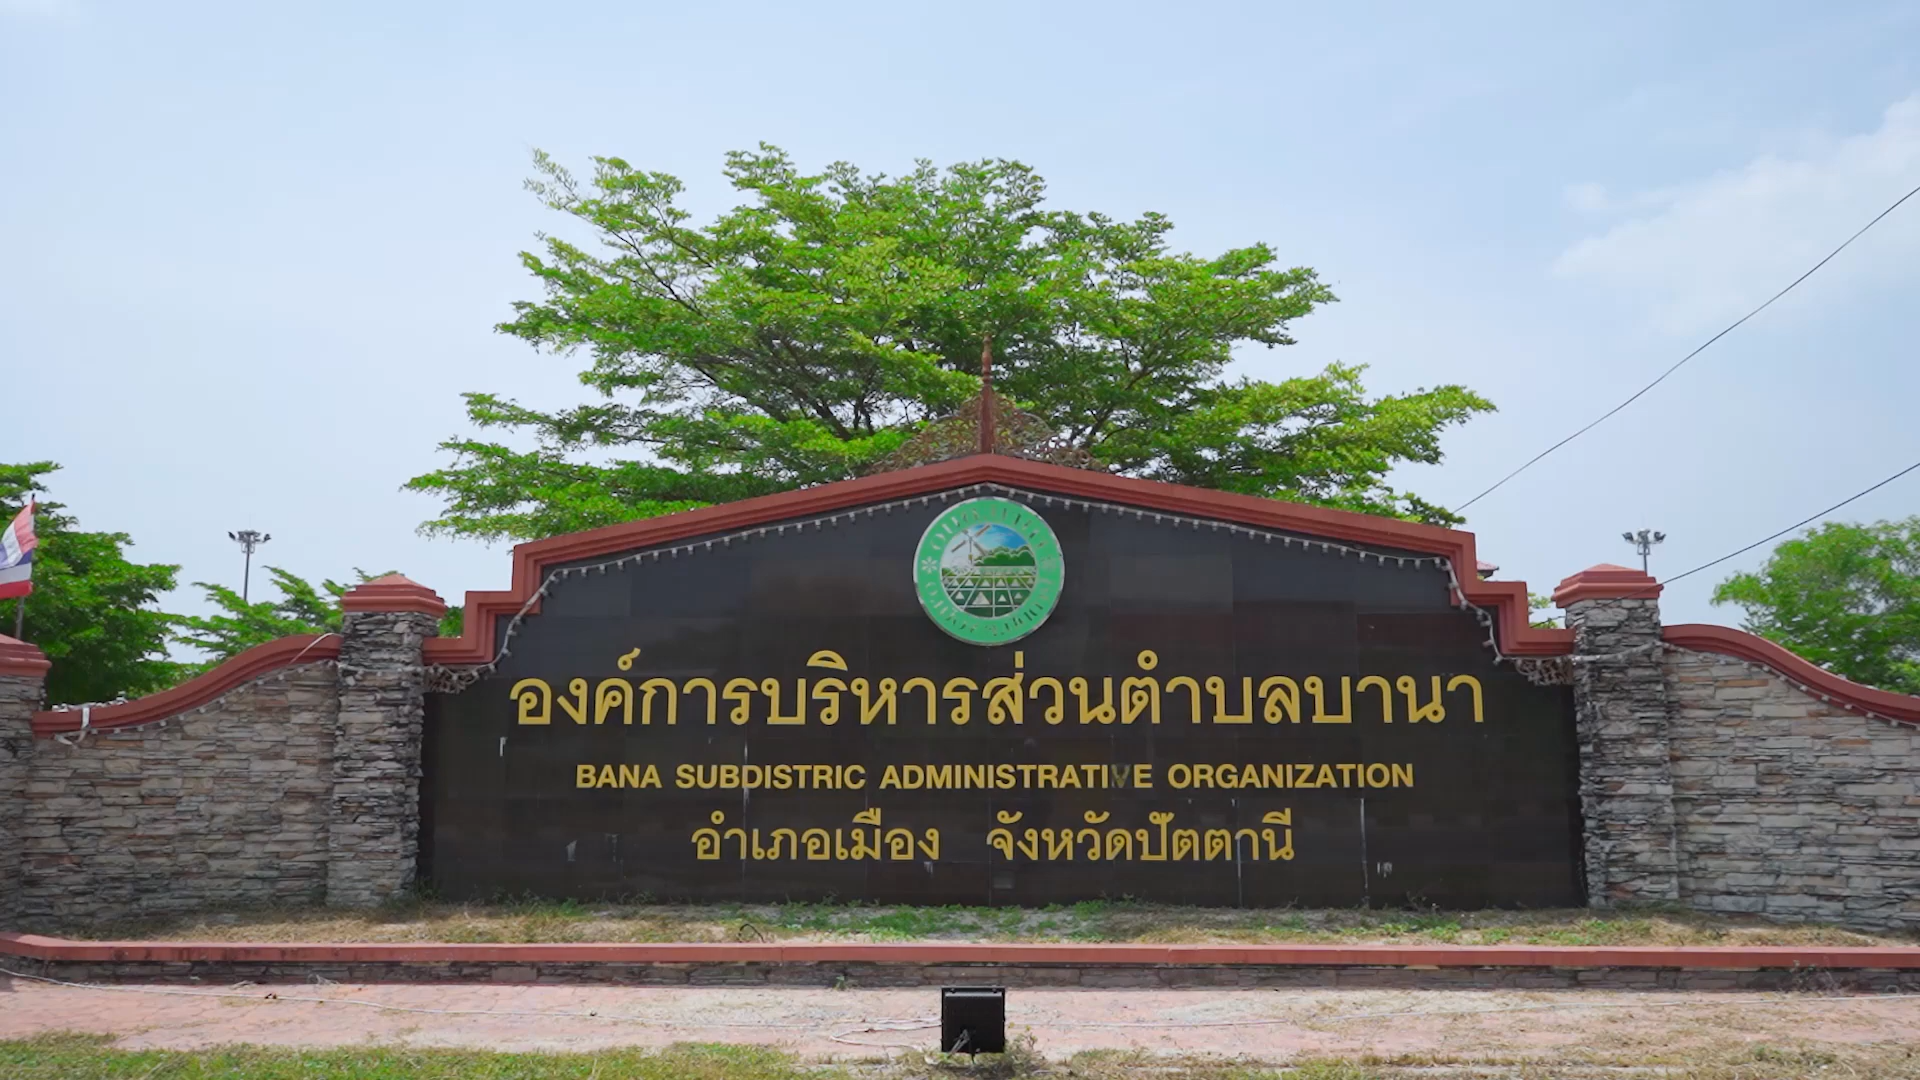 องค์การบริหารส่วนตำบลบานา
BANA SUBDISTRIC ADMINISTRATIVE ORGANIZATION
อำเภอเมือง จังหวัดปัตตานี